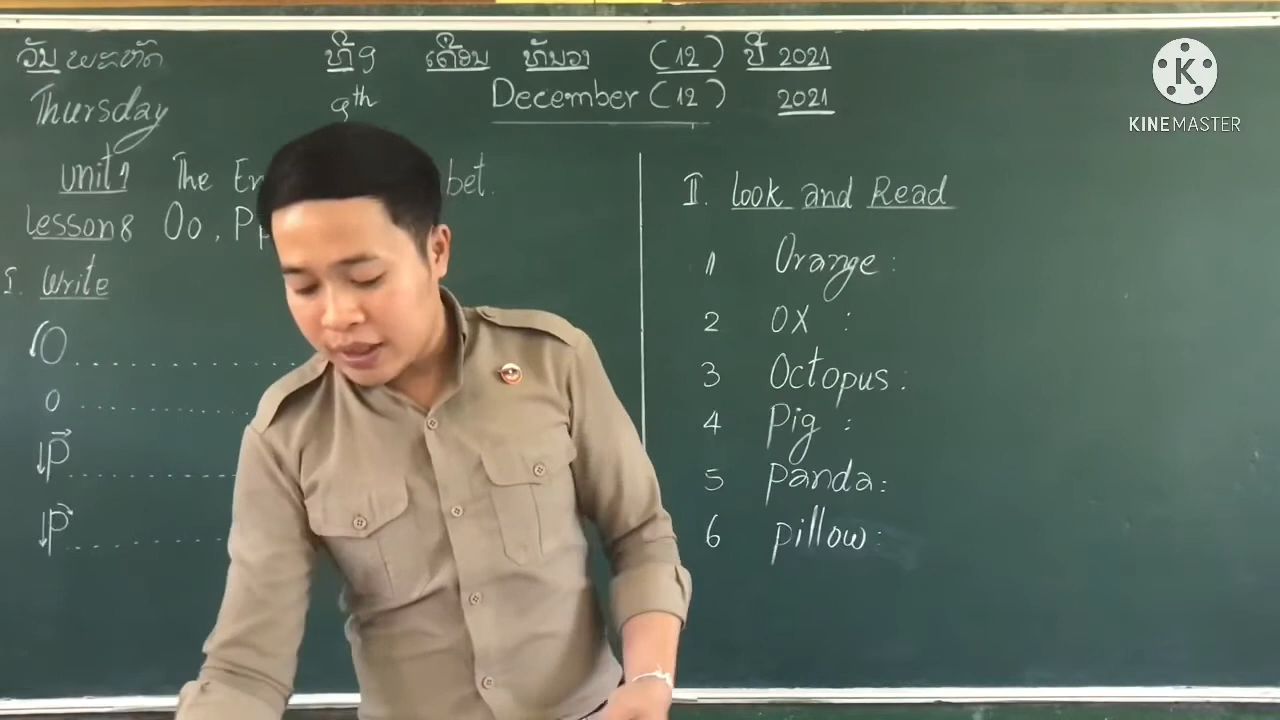 ວັນ ພະຫັດ ທີ 9 ເດືອນ ທັນວາ (12) ປີ 2021
Thursday 9th December (12) 2021
Unit 1 The
Lesson 8 Oo, Pp
I. Write
O
o
P
p
II. Look and Read
1 Orange:
2 OX :
3 Octopus:
4 Pig :
5 Panda:
6 pillow:
KINEMASTER